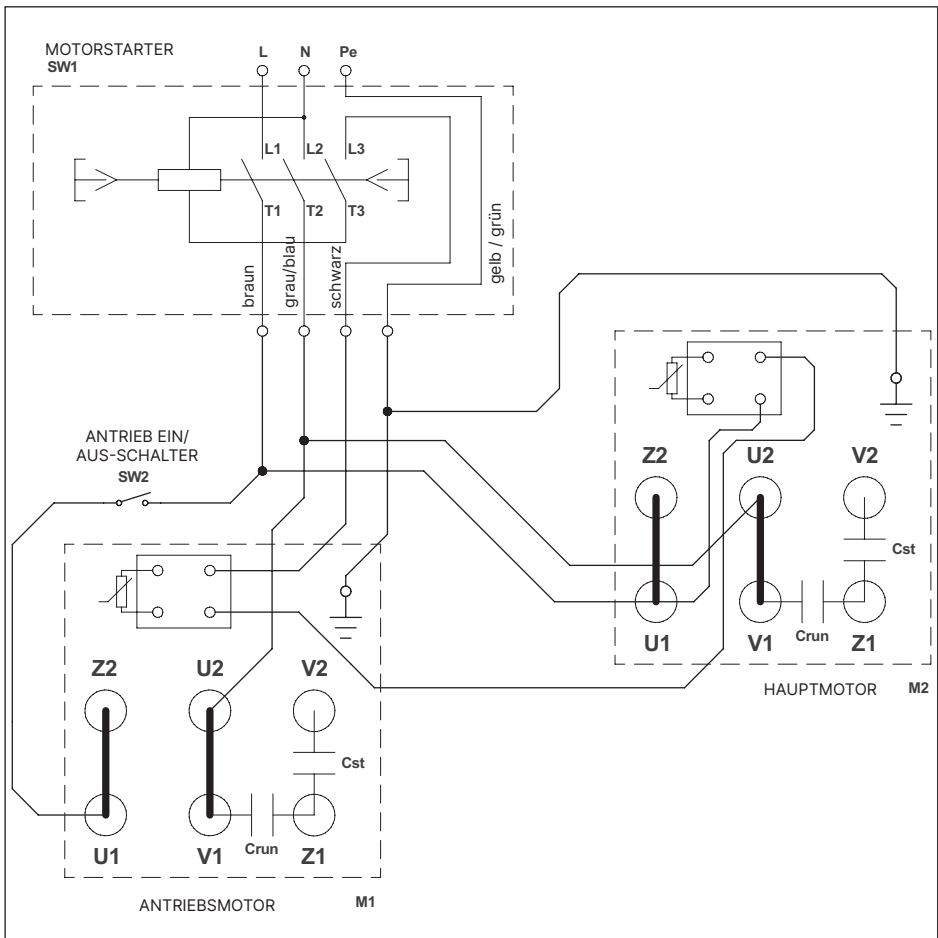 MOTORSTARTER
SW1
L N Pe
L1 L2 L3
T1 T2 T3
braun
grau/blau
schwarz
gelb / grün
ANTRIEB EIN/
AUS-SCHALTER
SW2
Z2 U2 V2
Cst
Crun
U1 V1 Z1
HAUPTMOTOR M2
Z2 U2 V2
Cst
Crun
U1 V1 Z1
ANTRIEBSMOTOR M1